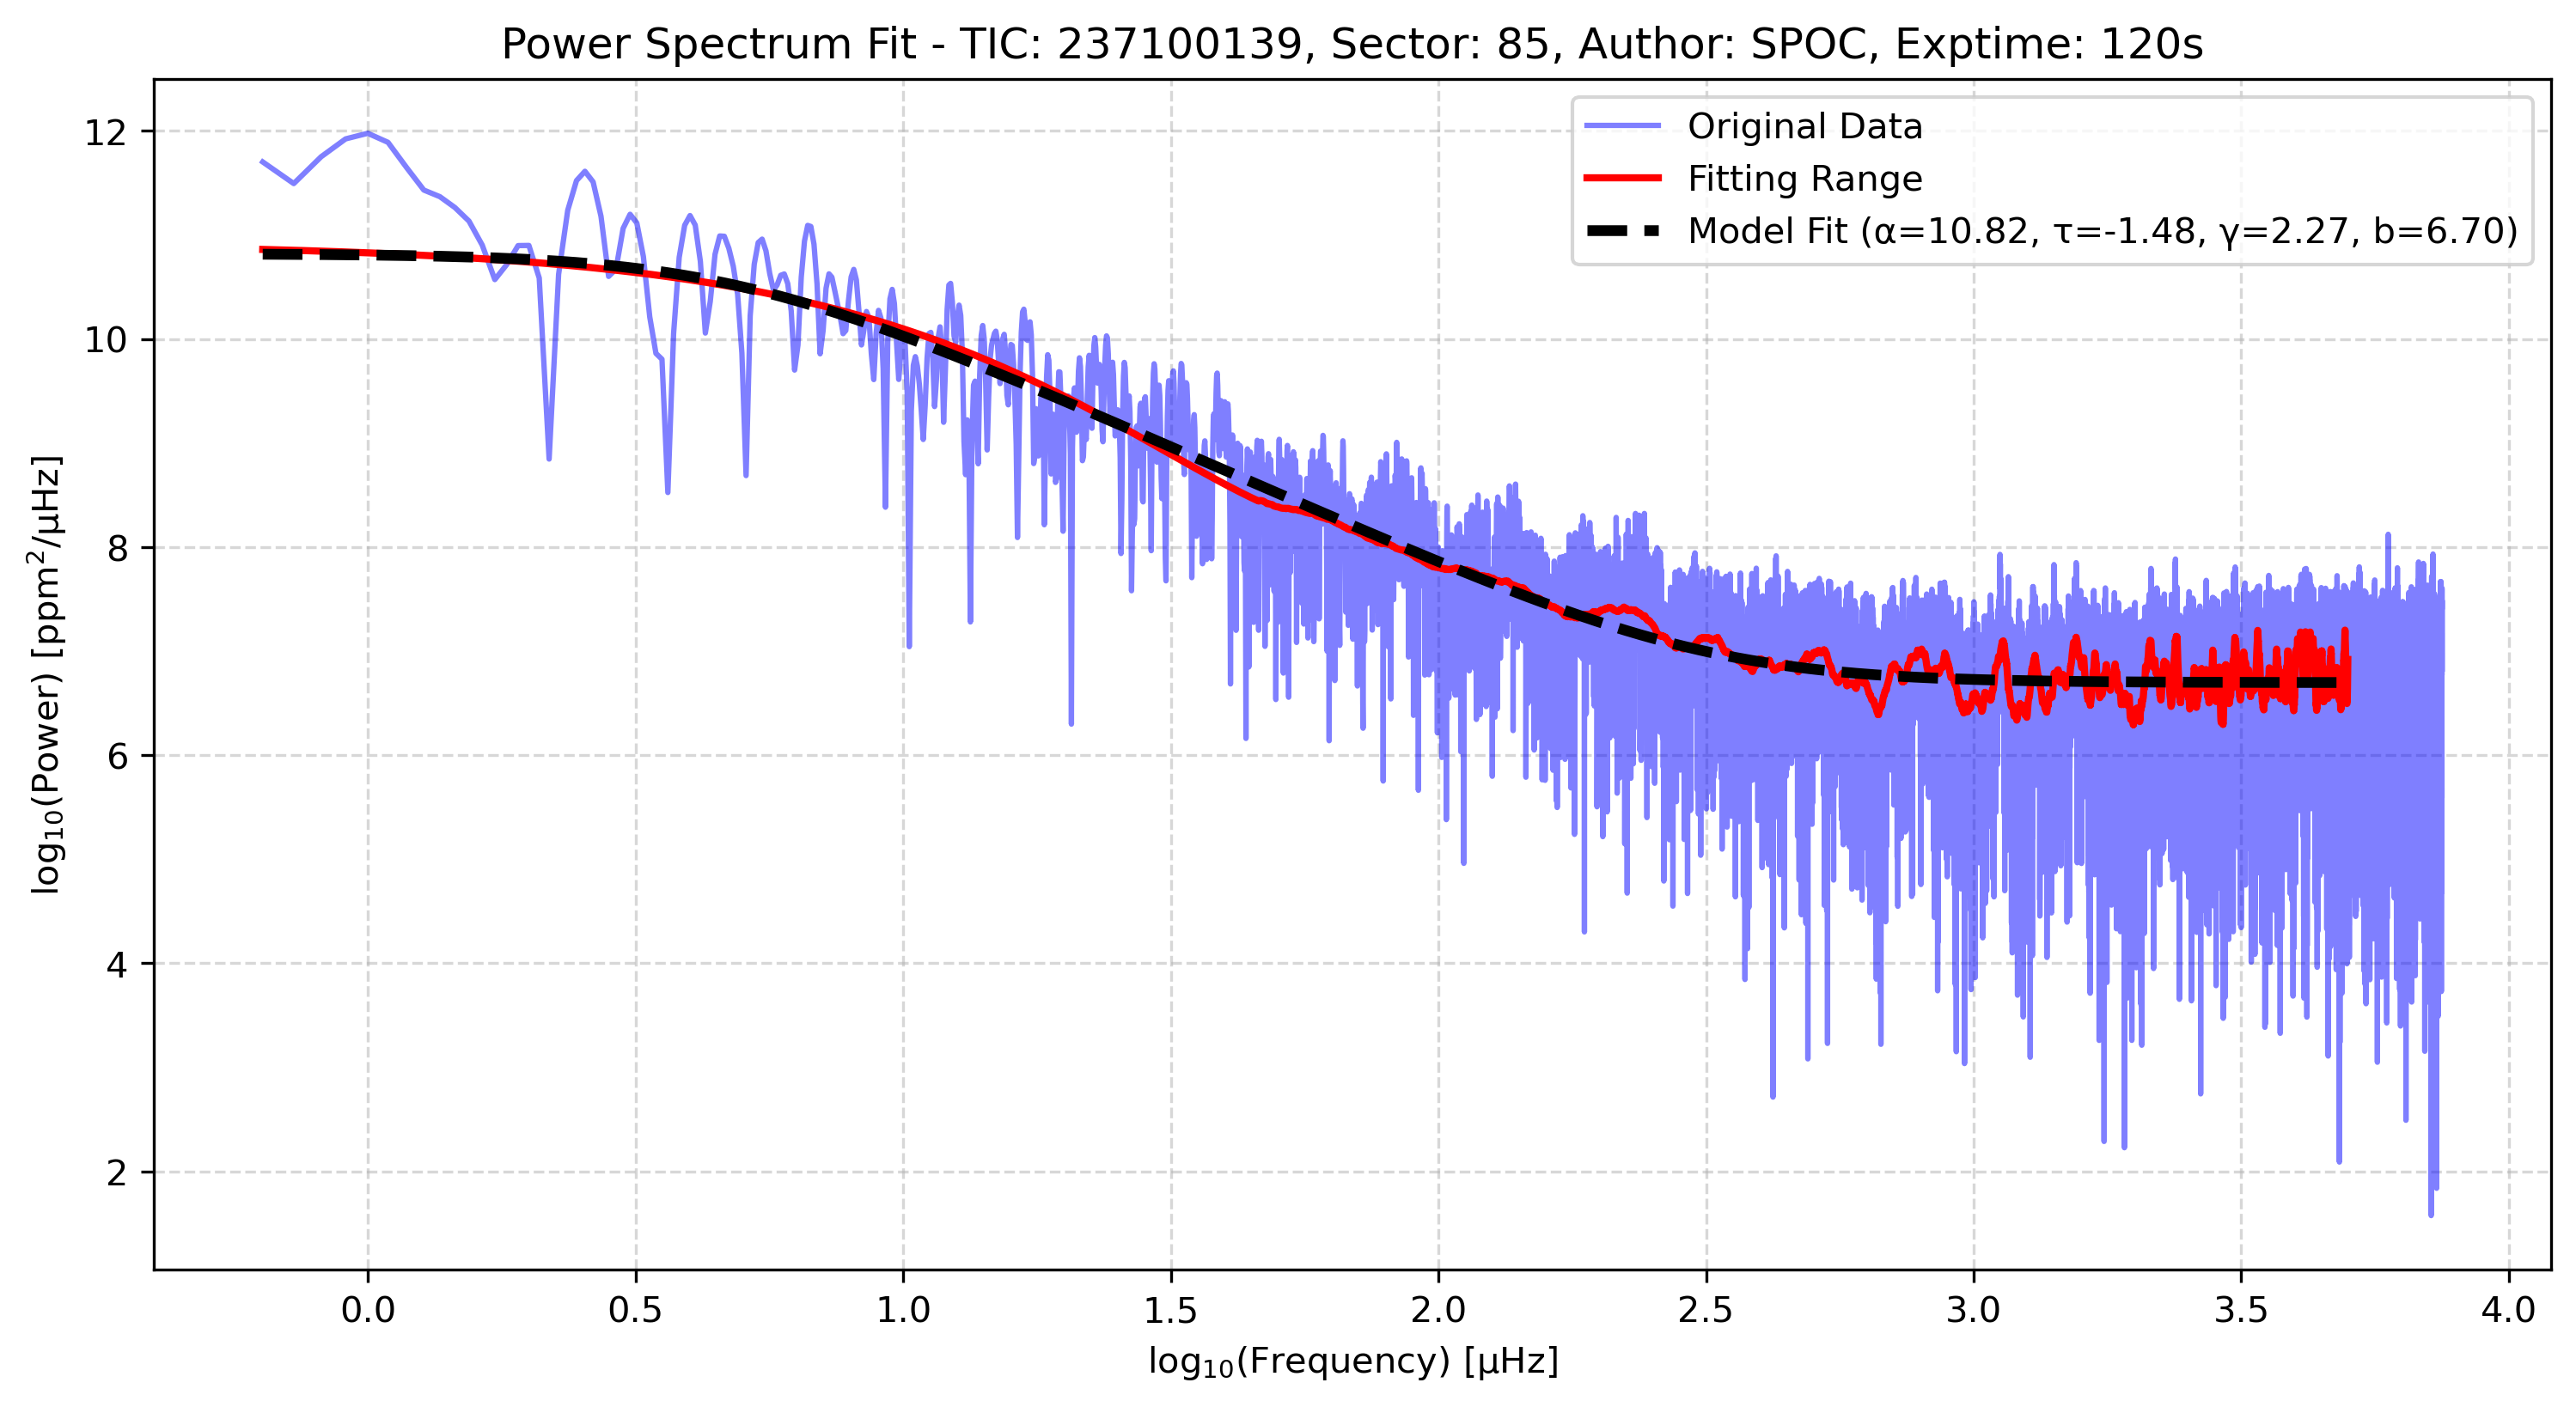 Power Spectrum Fit - TIC: 237100139, Sector: 85, Author: SPOC, Exptime: 120s
Original Data
Fitting Range
Model Fit (α=10.82, τ=-1.48, γ=2.27, b=6.70)
log₁₀(Power) [ppm²/μHz]
12
10
8
6
4
2
0.0 0.5 1.0 1.5 2.0 2.5 3.0 3.5 4.0
log₁₀(Frequency) [μHz]